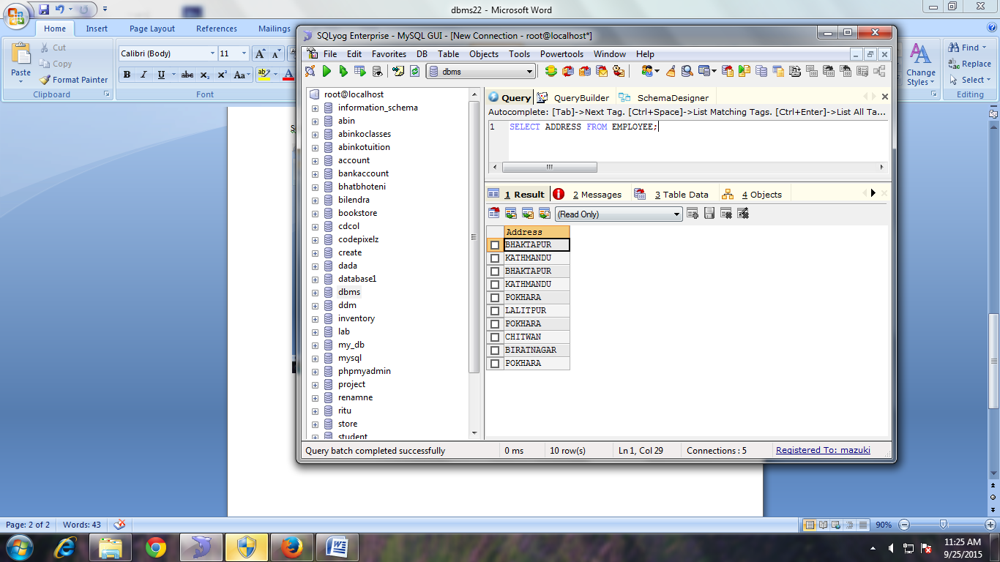 dbms22 - Microsoft Word
Home Insert Page Layout References Mailings
Paste
Cut
Copy
Format Painter
Clipboard
Calibri (Body) 11
Font
Change Styles
Find
Replace
Select
Editing
SQLyog Enterprise - MySQL GUI - [New Connection - root@localhost*]
File Edit Favorites DB Table Objects Tools Powertools Window Help
dbms
root@localhost
information_schema
abin
abinkoclasses
abinkotuition
account
bankaccount
bhatbhoteni
bilendra
bookstore
cdcol
codepixelz
create
dada
database1
dbms
ddm
inventory
lab
my_db
mysql
phpmyadmin
project
renamne
ritu
store
student
Query QueryBuilder SchemaDesigner
Autocomplete: [Tab]->Next Tag. [Ctrl+Space]->List Matching Tags. [Ctrl+Enter]->List All Ta...
1 SELECT ADDRESS FROM EMPLOYEE;
1 Result 2 Messages 3 Table Data 4 Objects
(Read Only)
Address
BHAKTAPUR
KATHMANDU
BHAKTAPUR
KATHMANDU
POKHARA
LALITPUR
POKHARA
CHITWAN
BIRATNAGAR
POKHARA
Query batch completed successfully 0 ms 10 row(s) Ln 1, Col 29 Connections : 5 Registered To: mazuki
Page: 2 of 2 Words: 43 90%
11:25 AM
9/25/2015